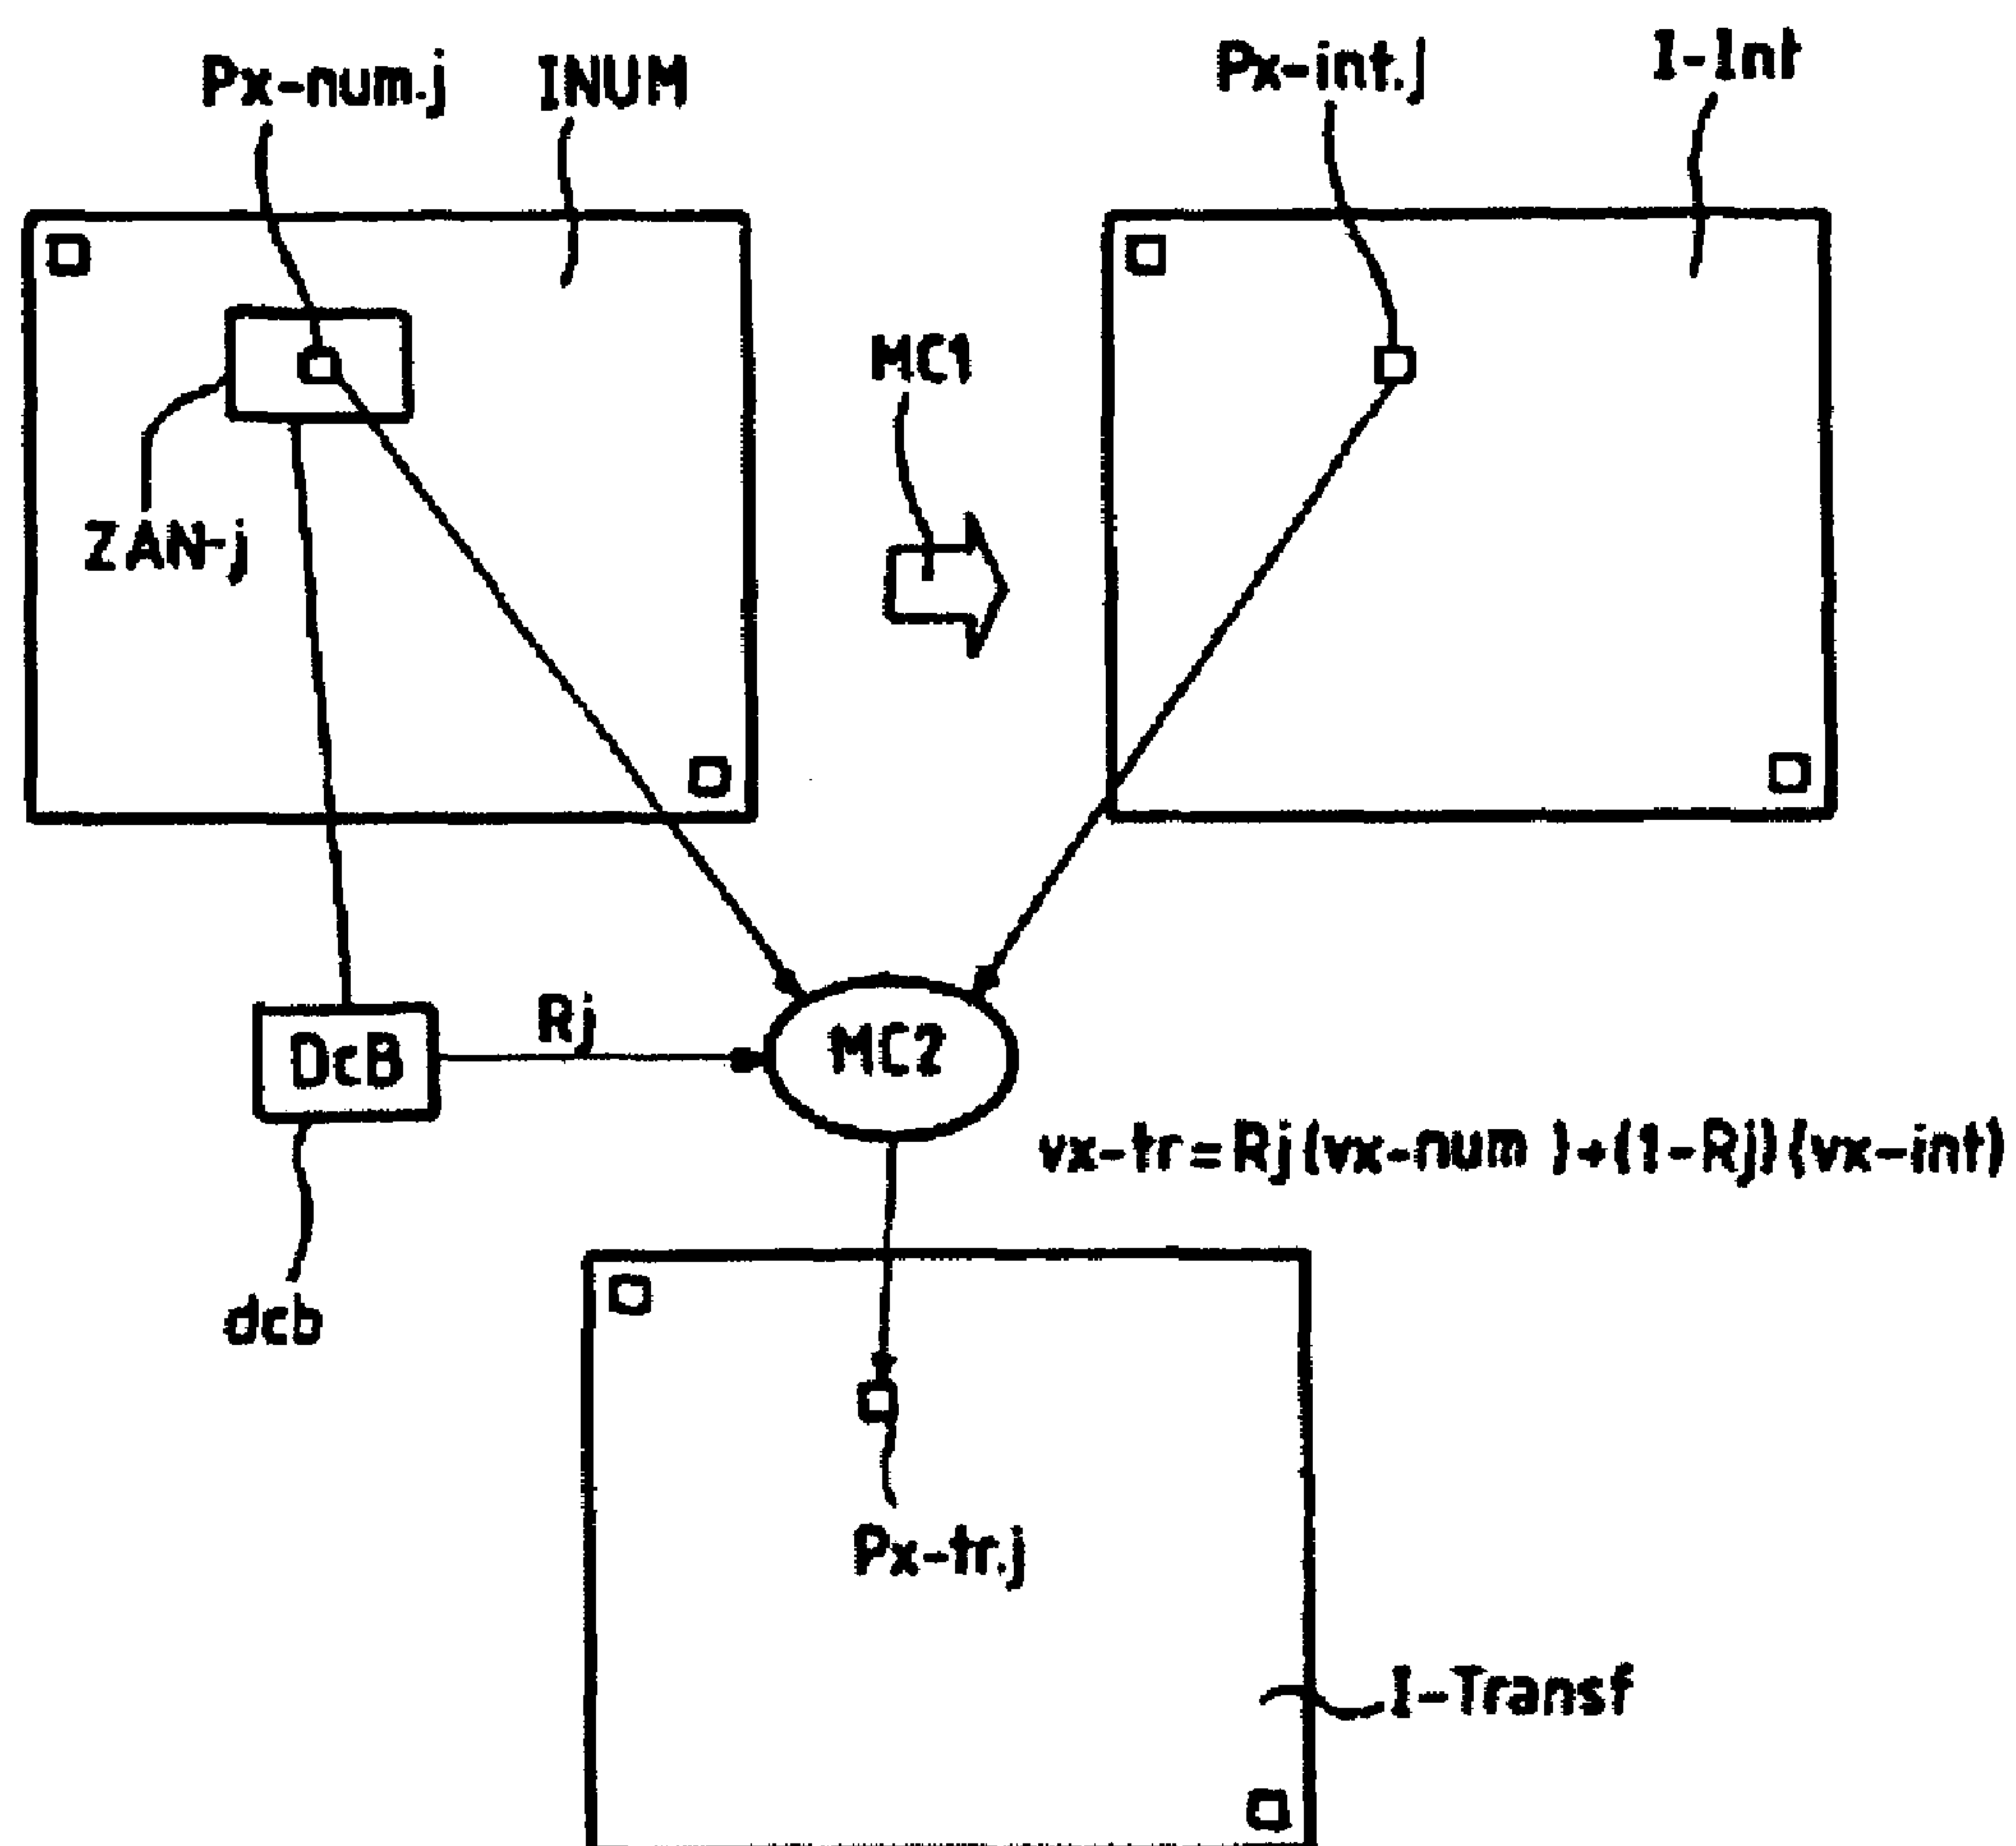 Px-num.j
INUM
Px-int.j
I-Int
MC1
ZAN-j
Rj
DcB
MC2
vx-tr=Rj(vx-num )+(1-Rj)(vx-int)
dcb
Px-tr.j
I-Transf